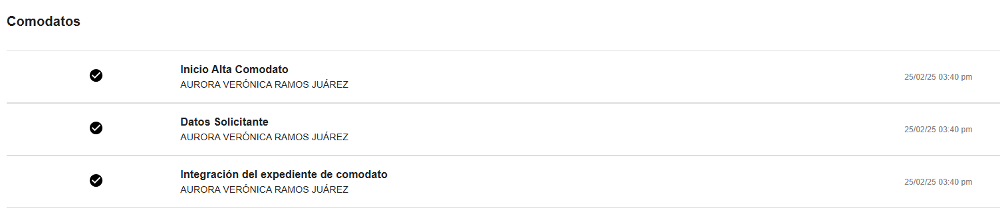 Comodatos
Inicio Alta Comodato
AURORA VERÓNICA RAMOS JUÁREZ
25/02/25 03:40 pm
Datos Solicitante
AURORA VERÓNICA RAMOS JUÁREZ
25/02/25 03:40 pm
Integración del expediente de comodato
AURORA VERÓNICA RAMOS JUÁREZ
25/02/25 03:40 pm